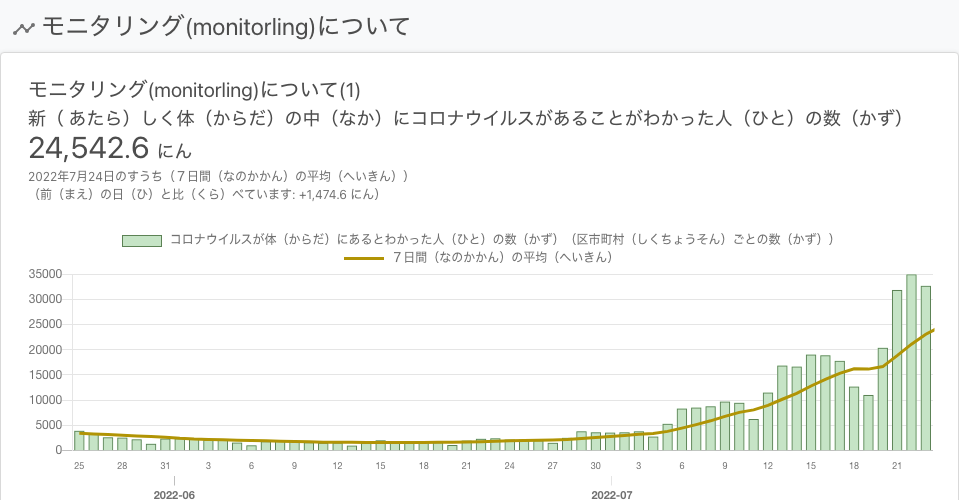 モニタリング(monitorling)について
モニタリング(monitorling)について(1)
新（ あたら）しく体（からだ）の中（なか）にコロナウイルスがあることがわかった人（ひと）の数（かず）
24,542.6 にん
2022年7月24日のすうち（７日間（なのかかん）の平均（へいきん））
（前（まえ）の日（ひ）と比（くら）べています: +1,474.6 にん）
コロナウイルスが体（からだ）にあるとわかった人（ひと）の数（かず）（区市町村（しくちょうそん）ごとの数（かず））
７日間（なのかかん）の平均（へいきん）
35000
30000
25000
20000
15000
10000
5000
0
25 28 31 3 6 9 12 15 18 21 24 27 30 3 6 9 12 15 18 21
2022-06 2022-07